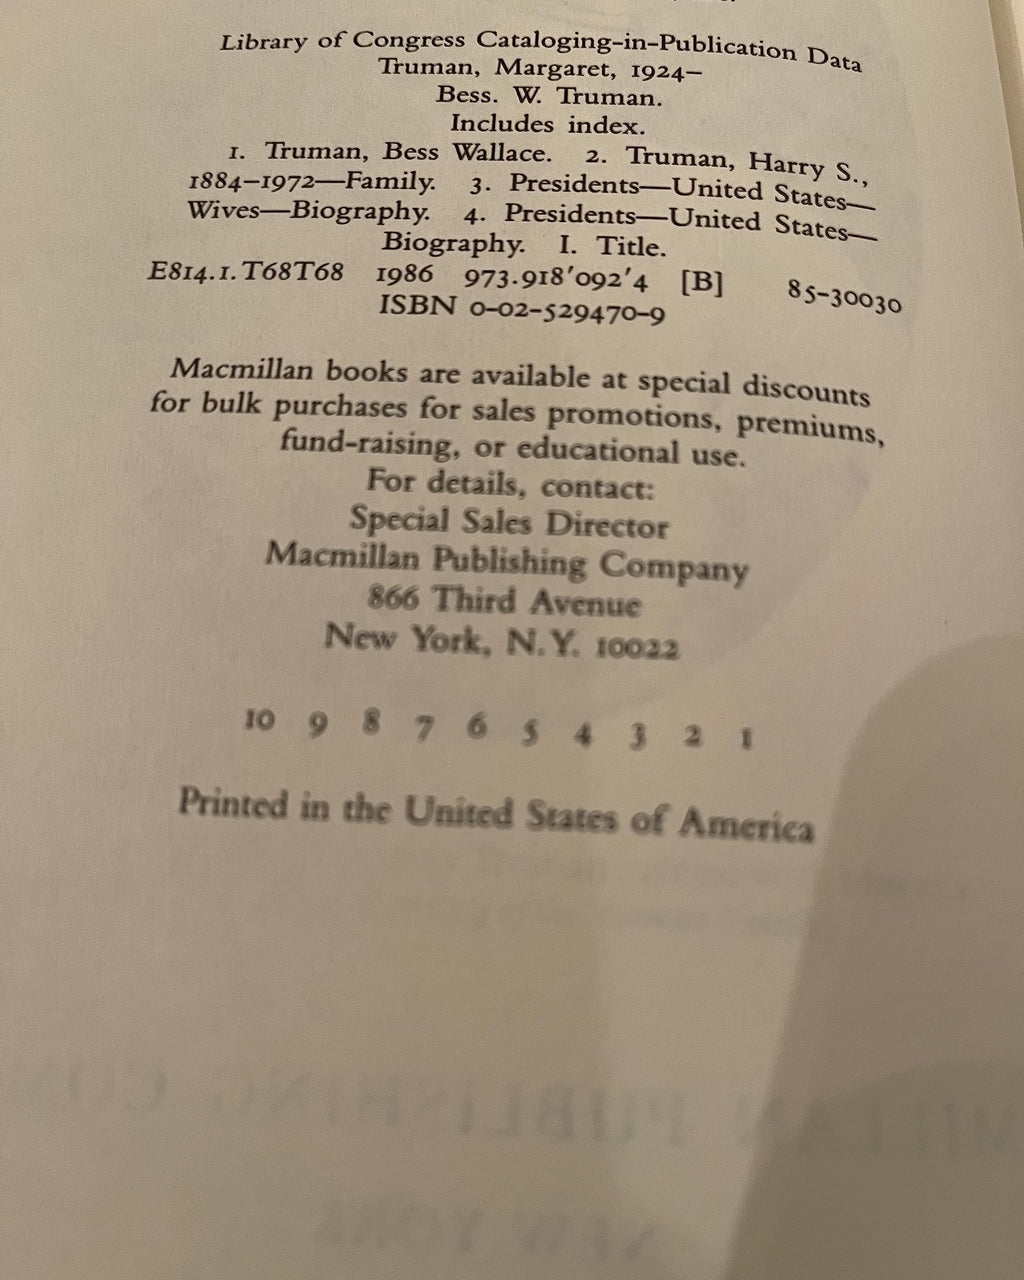 Library of Congress Cataloging-in-Publication Data
Truman, Margaret, 1924–
Bess. W. Truman.
Includes index.
1. Truman, Bess Wallace. 2. Truman, Harry S.,
1884–1972—Family. 3. Presidents—United States—
Wives—Biography. 4. Presidents—United States—
Biography. I. Title.
E814.1.T68T68 1986 973.918′092′4 [B] 85-30030
ISBN 0-02-529470-9
Macmillan books are available at special discounts
for bulk purchases for sales promotions, premiums,
fund-raising, or educational use.
For details, contact:
Special Sales Director
Macmillan Publishing Company
866 Third Avenue
New York, N.Y. 10022
10 9 8 7 6 5 4 3 2 1
Printed in the United States of America